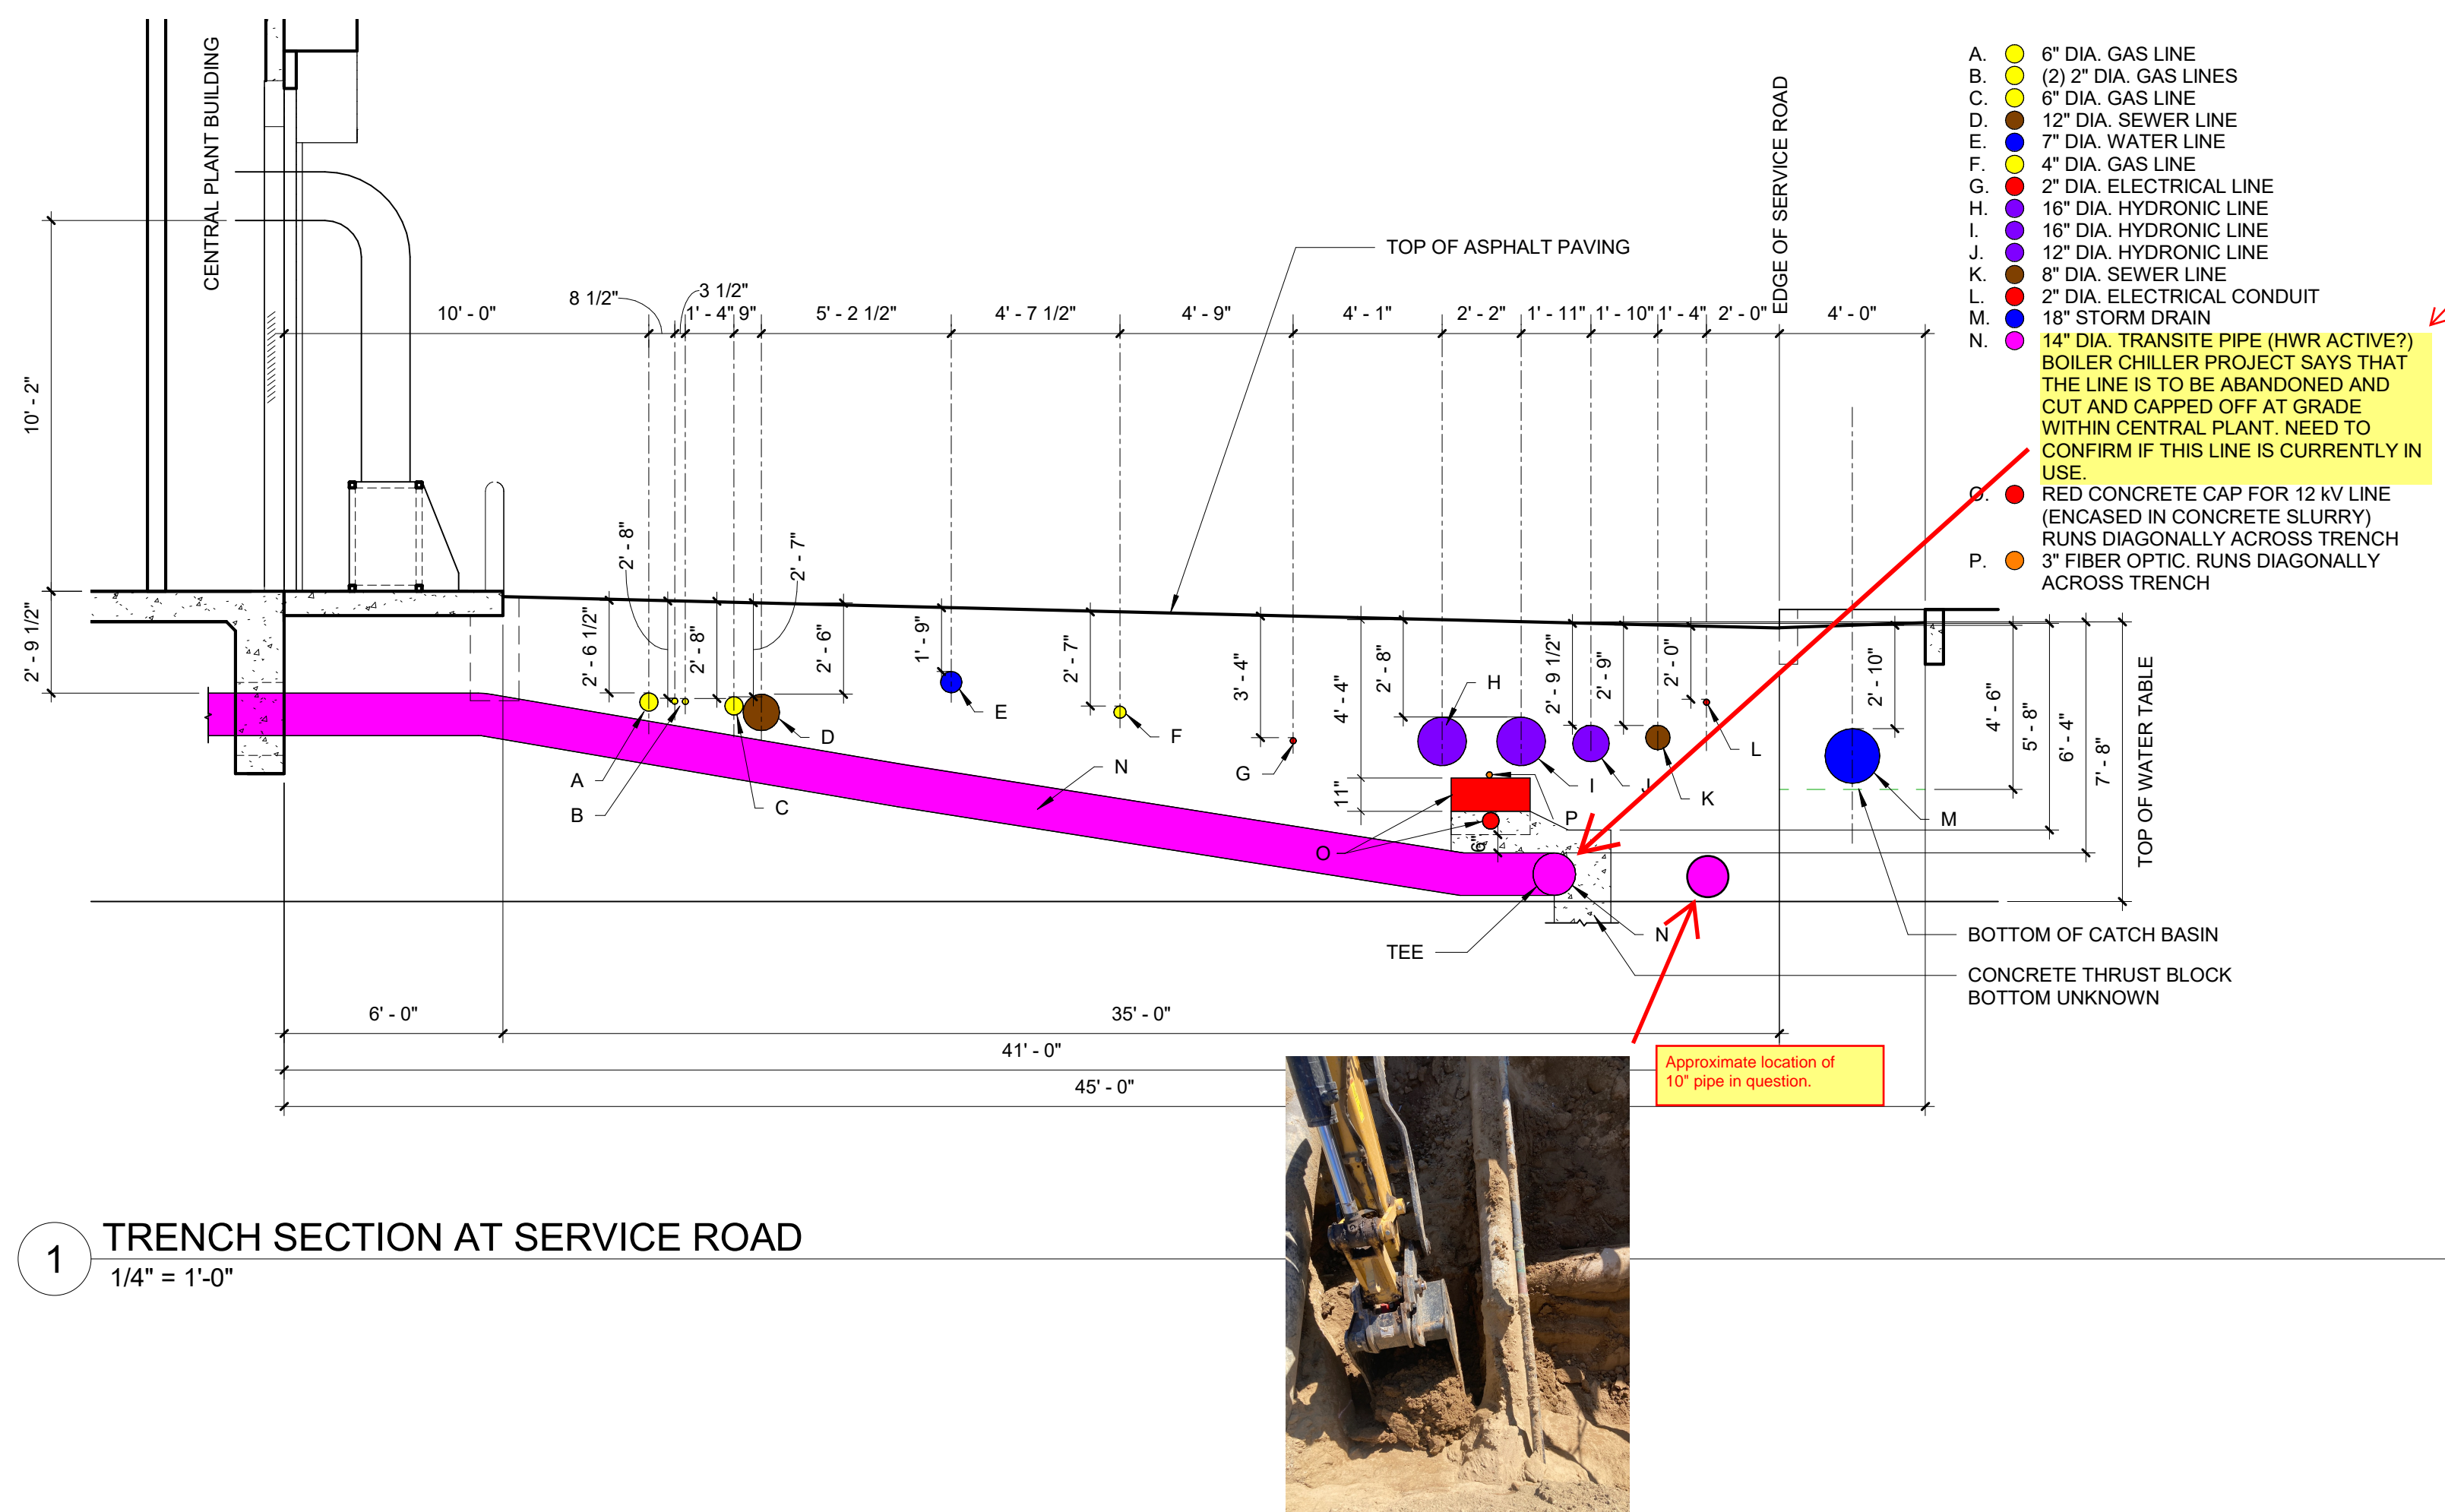 CENTRAL PLANT BUILDING
EDGE OF SERVICE ROAD
A. 6" DIA. GAS LINE
B. (2) 2" DIA. GAS LINES
C. 6" DIA. GAS LINE
D. 12" DIA. SEWER LINE
E. 7" DIA. WATER LINE
F. 4" DIA. GAS LINE
G. 2" DIA. ELECTRICAL LINE
H. 16" DIA. HYDRONIC LINE
I. 16" DIA. HYDRONIC LINE
J. 12" DIA. HYDRONIC LINE
K. 8" DIA. SEWER LINE
L. 2" DIA. ELECTRICAL CONDUIT
M. 18" STORM DRAIN
N. 14" DIA. TRANSITE PIPE (HWR ACTIVE?)
BOILER CHILLER PROJECT SAYS THAT
THE LINE IS TO BE ABANDONED AND
CUT AND CAPPED OFF AT GRADE
WITHIN CENTRAL PLANT. NEED TO
CONFIRM IF THIS LINE IS CURRENTLY IN
USE.
O. RED CONCRETE CAP FOR 12 kV LINE
(ENCASED IN CONCRETE SLURRY)
RUNS DIAGONALLY ACROSS TRENCH
P. 3" FIBER OPTIC. RUNS DIAGONALLY
ACROSS TRENCH
TOP OF ASPHALT PAVING
10' - 0"
8 1/2"
3 1/2"
1' - 4"
9"
5' - 2 1/2"
4' - 7 1/2"
4' - 9"
4' - 1"
2' - 2"
1' - 11"
1' - 10"
1' - 4"
2' - 0"
4' - 0"
10' - 2"
2' - 9 1/2"
2' - 6 1/2"
2' - 8"
2' - 8"
2' - 7"
2' - 6"
1' - 9"
2' - 7"
3' - 4"
4' - 4"
11"
2' - 8"
2' - 9 1/2"
2' - 9"
2' - 0"
2' - 10"
4' - 6"
5' - 8"
6' - 4"
7' - 8"
TOP OF WATER TABLE
6"
A
B
C
D
E
F
G
H
I
J
K
L
M
N
O
P
N
TEE
BOTTOM OF CATCH BASIN
CONCRETE THRUST BLOCK
BOTTOM UNKNOWN
6' - 0"
35' - 0"
41' - 0"
45' - 0"
Approximate location of
10" pipe in question.
1
TRENCH SECTION AT SERVICE ROAD
1/4" = 1'-0"